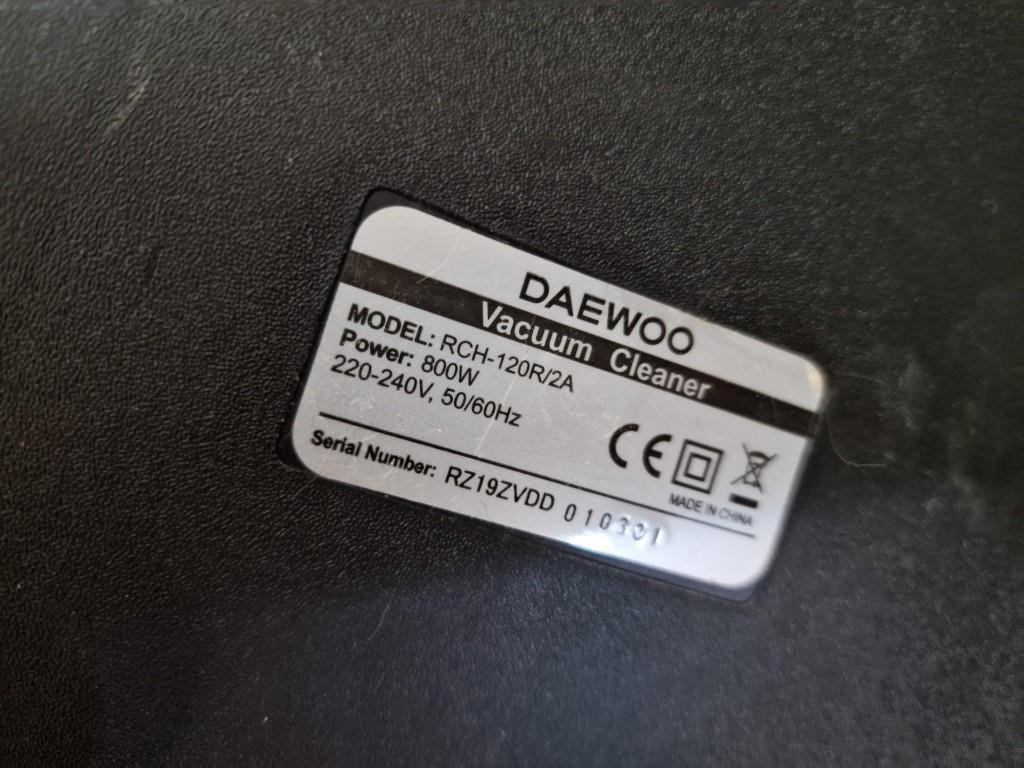 DAEWOO
Vacuum Cleaner
MODEL: RCH-120R/2A
Power: 800W
220-240V, 50/60Hz
CE
MADE IN CHINA
Serial Number: RZ19ZVDD 010301